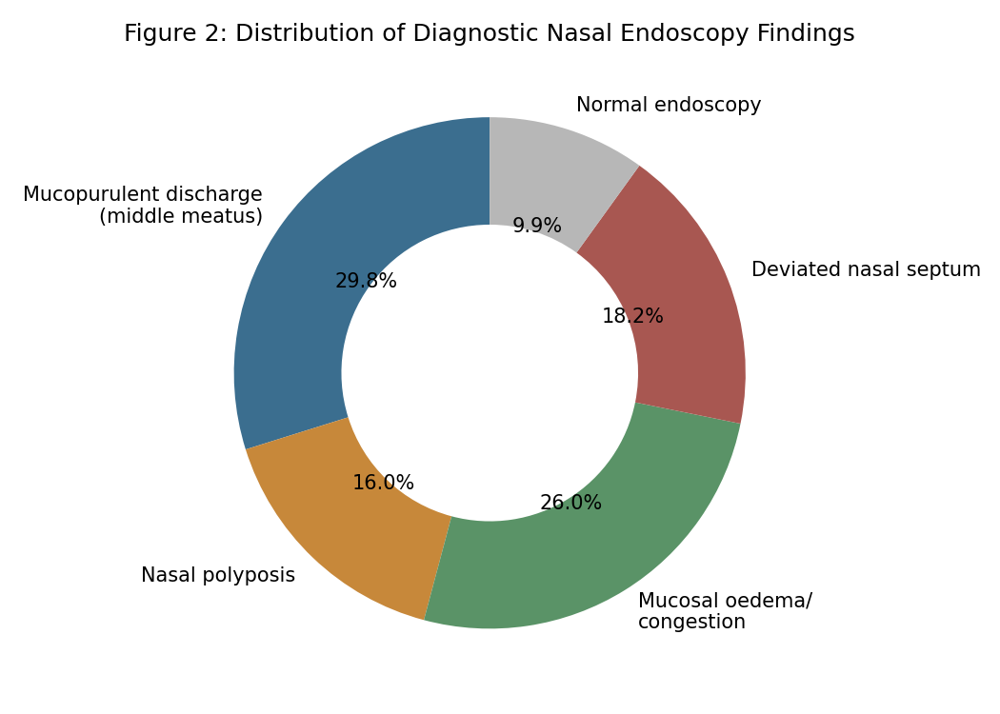 Figure 2: Distribution of Diagnostic Nasal Endoscopy Findings
Normal endoscopy
Mucopurulent discharge
(middle meatus)
9.9%
Deviated nasal septum
29.8%
18.2%
16.0%
26.0%
Nasal polyposis
Mucosal oedema/
congestion